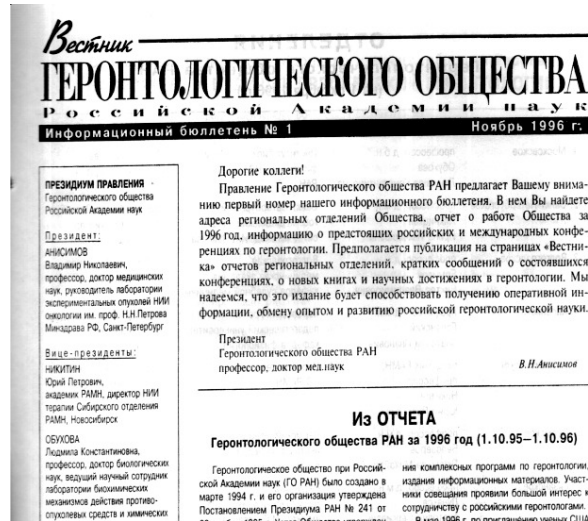 Вестник
ГЕРОНТОЛОГИЧЕСКОГО ОБЩЕСТВА
Российской Академии наук
Информационный бюллетень № 1
Ноябрь 1996 г.
ПРЕЗИДИУМ ПРАВЛЕНИЯ
Геронтологического общества
Российской Академии наук
Президент:
АНИСИМОВ
Владимир Николаевич,
профессор, доктор медицинских
наук, руководитель лаборатории
экспериментальных опухолей НИИ
онкологии им. проф. Н.Н.Петрова
Минздрава РФ, Санкт-Петербург
Вице-президенты:
НИКИТИН
Юрий Петрович,
академик РАМН, директор НИИ
терапии Сибирского отделения
РАМН, Новосибирск
ОБУХОВА
Людмила Константиновна,
профессор, доктор биологических
наук, ведущий научный сотрудник
лаборатории биохимических
механизмов действия противо-
опухолевых средств и химических
Дорогие коллеги!
Правление Геронтологического общества РАН предлагает Вашему внима-
нию первый номер нашего информационного бюллетеня. В нем Вы найдете
адреса региональных отделений Общества, отчет о работе Общества за
1996 год, информацию о предстоящих российских и международных конфе-
ренциях по геронтологии. Предполагается публикация на страницах «Вестни-
ка» отчетов региональных отделений, кратких сообщений о состоявшихся
конференциях, о новых книгах и научных достижениях в геронтологии. Мы
надеемся, что это издание будет способствовать получению оперативной ин-
формации, обмену опытом и развитию российской геронтологической науки.
Президент
Геронтологического общества РАН
профессор, доктор мед.наук
В.Н.Анисимов
Из ОТЧЕТА
Геронтологического общества РАН за 1996 год (1.10.95—1.10.96)
Геронтологическое общество при Россий-
ской Академии наук (ГО РАН) было создано в
марте 1994 г. и его организация утверждена
Постановлением Президиума РАН № 241 от
ния комплексных программ по геронтологии,
издания информационных материалов. Участ-
ники совещания проявили большой интерес к
сотрудничеству с российскими геронтологами.